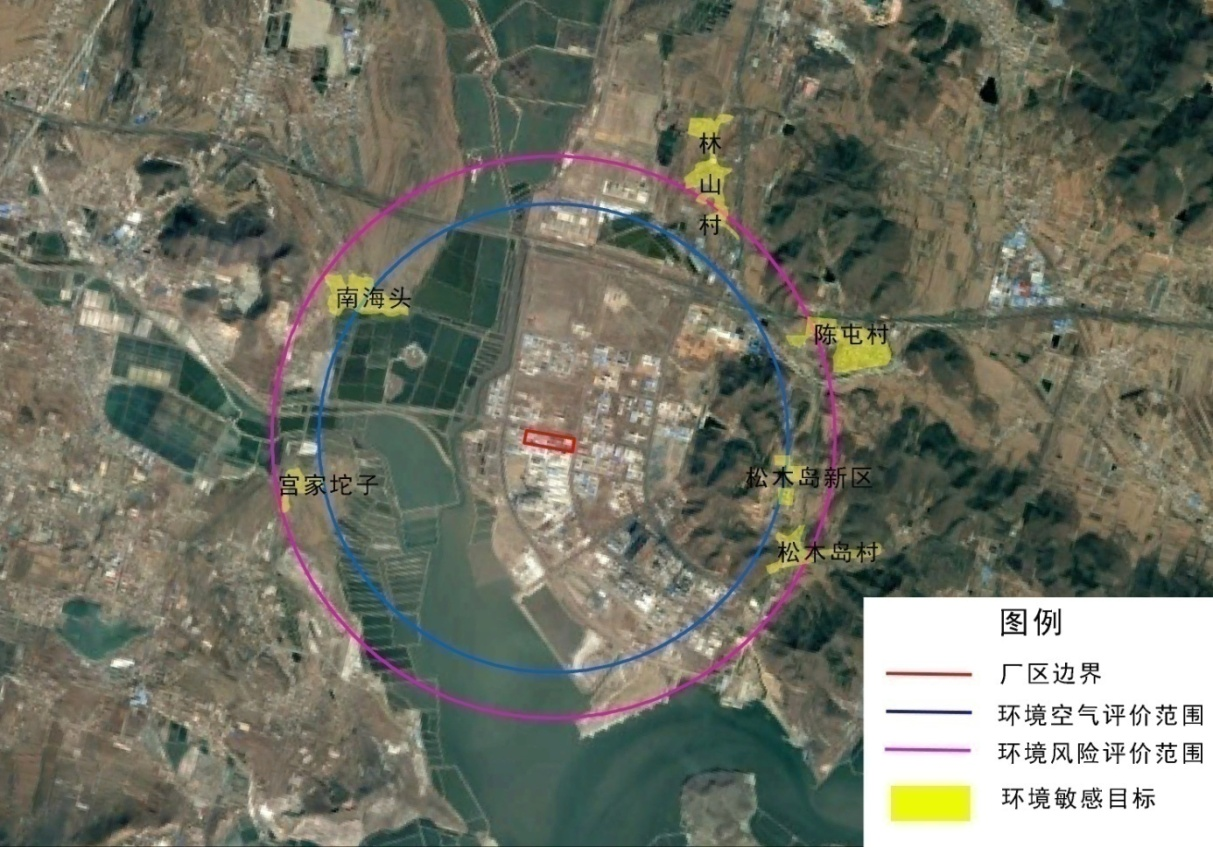 林
山
村
南海头
陈屯村
宫家坨子
松木岛新区
松木岛村
图例
厂区边界
环境空气评价范围
环境风险评价范围
环境敏感目标